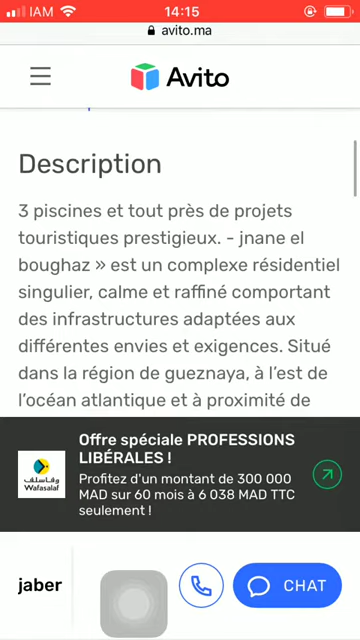 IAM 14:15
avito.ma
Avito
Description
3 piscines et tout près de projets
touristiques prestigieux. - jnane el
boughaz » est un complexe résidentiel
singulier, calme et raffiné comportant
des infrastructures adaptées aux
différentes envies et exigences. Situé
dans la région de gueznaya, à l'est de
l'océan atlantique et à proximité de
Offre spéciale PROFESSIONS
LIBÉRALES !
Profitez d'un montant de 300 000
MAD sur 60 mois à 6 038 MAD TTC
seulement !
وفاسلف
Wafasalaf
jaber
CHAT